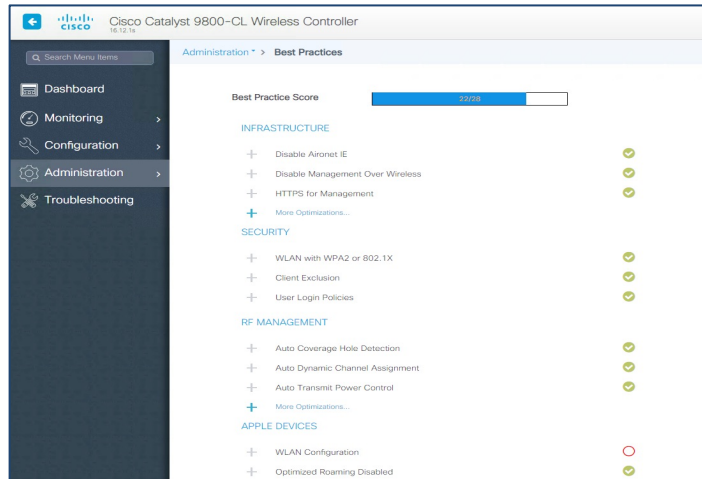 cisco
Cisco Catalyst 9800-CL Wireless Controller
16.12.1s
Search Menu Items
Administration * > Best Practices
Dashboard
Monitoring >
Configuration >
Administration >
Troubleshooting
Best Practice Score 22/28
INFRASTRUCTURE
Disable Aironet IE
Disable Management Over Wireless
HTTPS for Management
More Optimizations...
SECURITY
WLAN with WPA2 or 802.1X
Client Exclusion
User Login Policies
RF MANAGEMENT
Auto Coverage Hole Detection
Auto Dynamic Channel Assignment
Auto Transmit Power Control
More Optimizations...
APPLE DEVICES
WLAN Configuration
Optimized Roaming Disabled